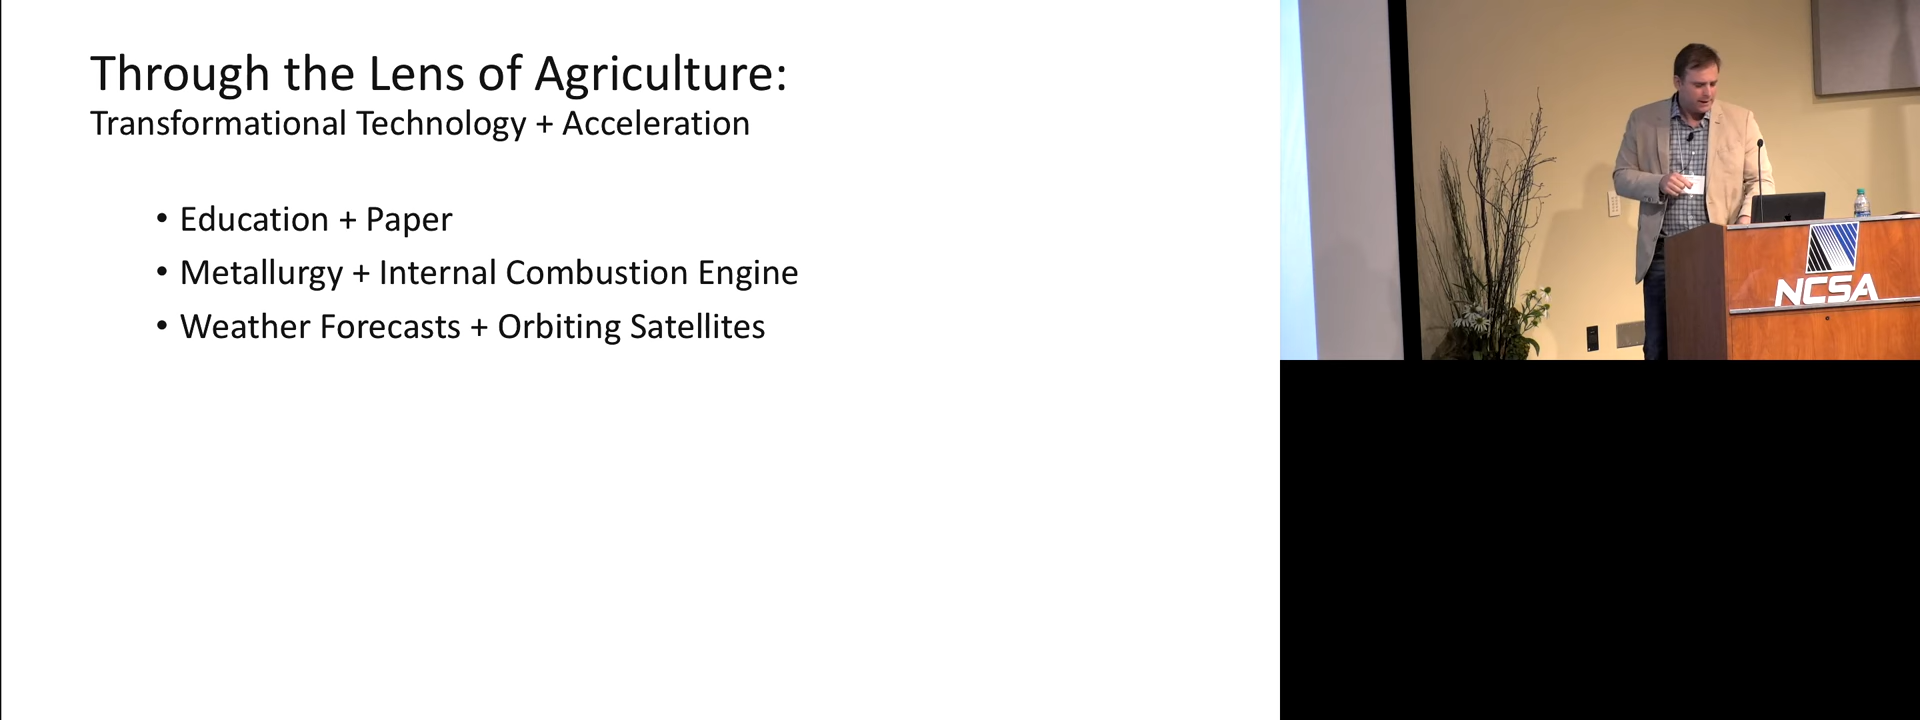 Through the Lens of Agriculture:
Transformational Technology + Acceleration
• Education + Paper
• Metallurgy + Internal Combustion Engine
• Weather Forecasts + Orbiting Satellites
NCSA